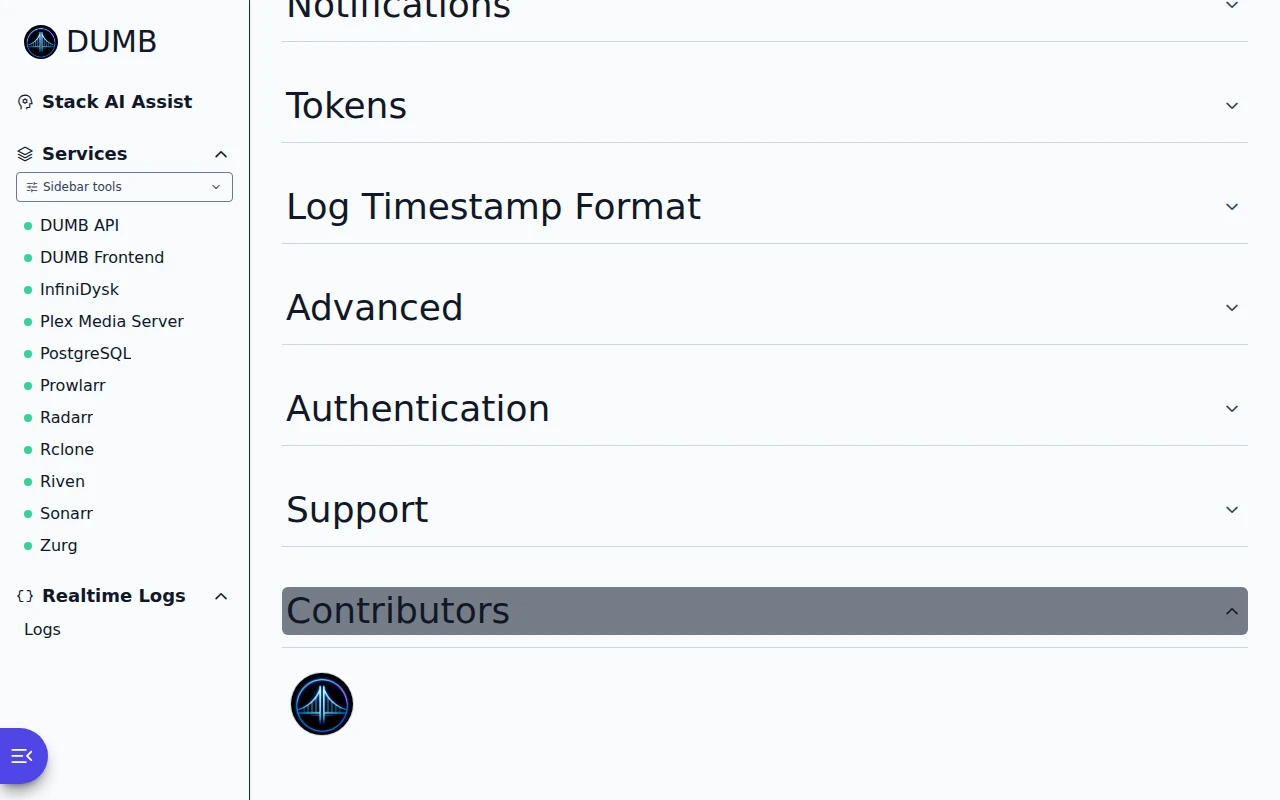 DUMB
Stack AI Assist
Services
Sidebar tools
DUMB API
DUMB Frontend
InfiniDysk
Plex Media Server
PostgreSQL
Prowlarr
Radarr
Rclone
Riven
Sonarr
Zurg
Realtime Logs
Logs
Notifications
Tokens
Log Timestamp Format
Advanced
Authentication
Support
Contributors